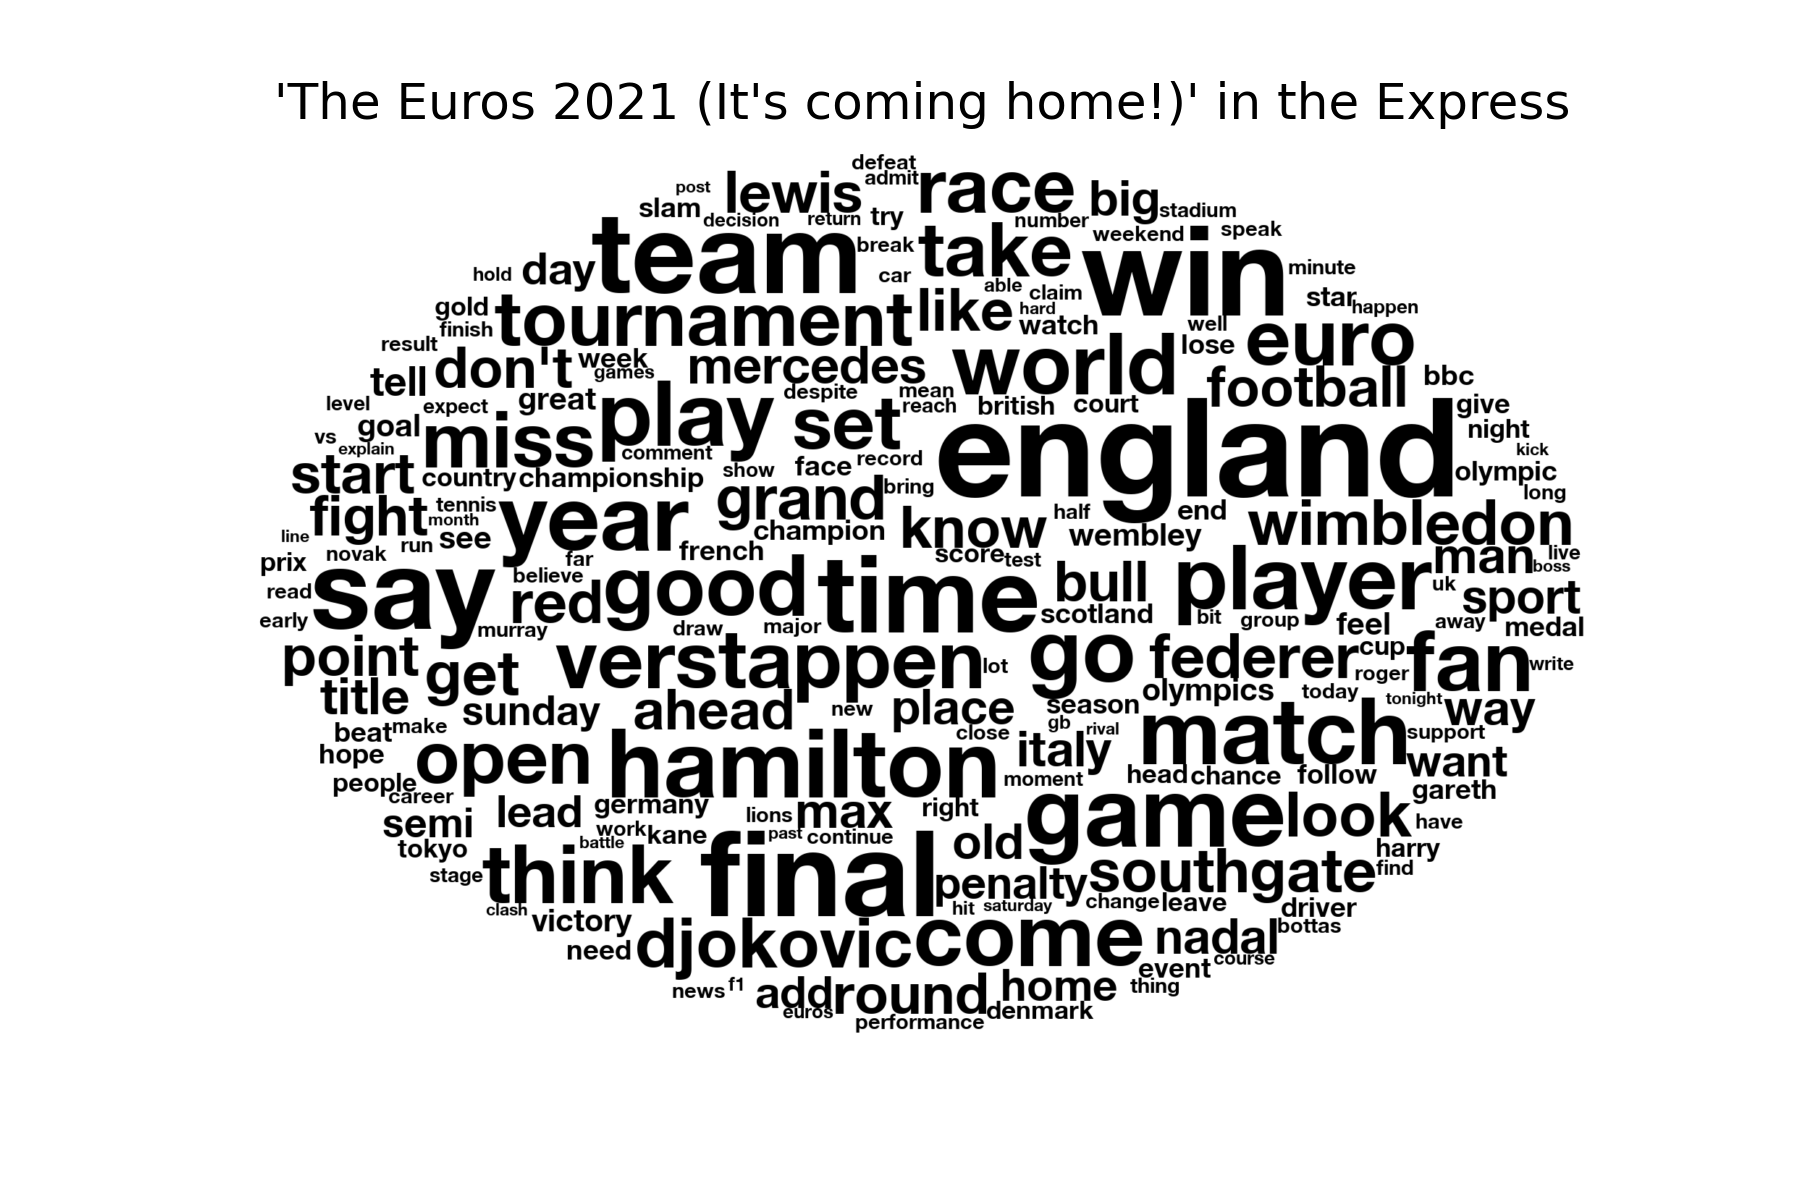 'The Euros 2021 (It's coming home!)' in the Express
defeat
post lewis admit race big
slam decision return try number stadium
team break take weekend win speak
hold day car able claim minute
gold tournament like hard watch star happen
finish well
result don't week mercedes world lose euro
tell games football bbc
level expect great play despite mean reach british court give
goal miss set england night
vs explain comment kick
start country championship show face record olympic
fight tennis month year grand bring long
line champion know half end wembley wimbledon
prix novak run see far french score test man live boss
read say believe red good time bull player uk sport
early murray draw major scotland bit group feel away medal
point get verstappen lot go federer cup roger fan write
title sunday ahead new place season olympics today tonight way
beat make close gb rival match support
hope open hamilton italy want
people career moment head chance follow gareth
semi lead germany lions max right game look have
tokyo work kane past continue old harry
battle
stage think final penalty southgate find
clash victory hit saturday change leave driver
need djokovic come nadal bottas
event course
news f1 add round home thing
euros performance denmark